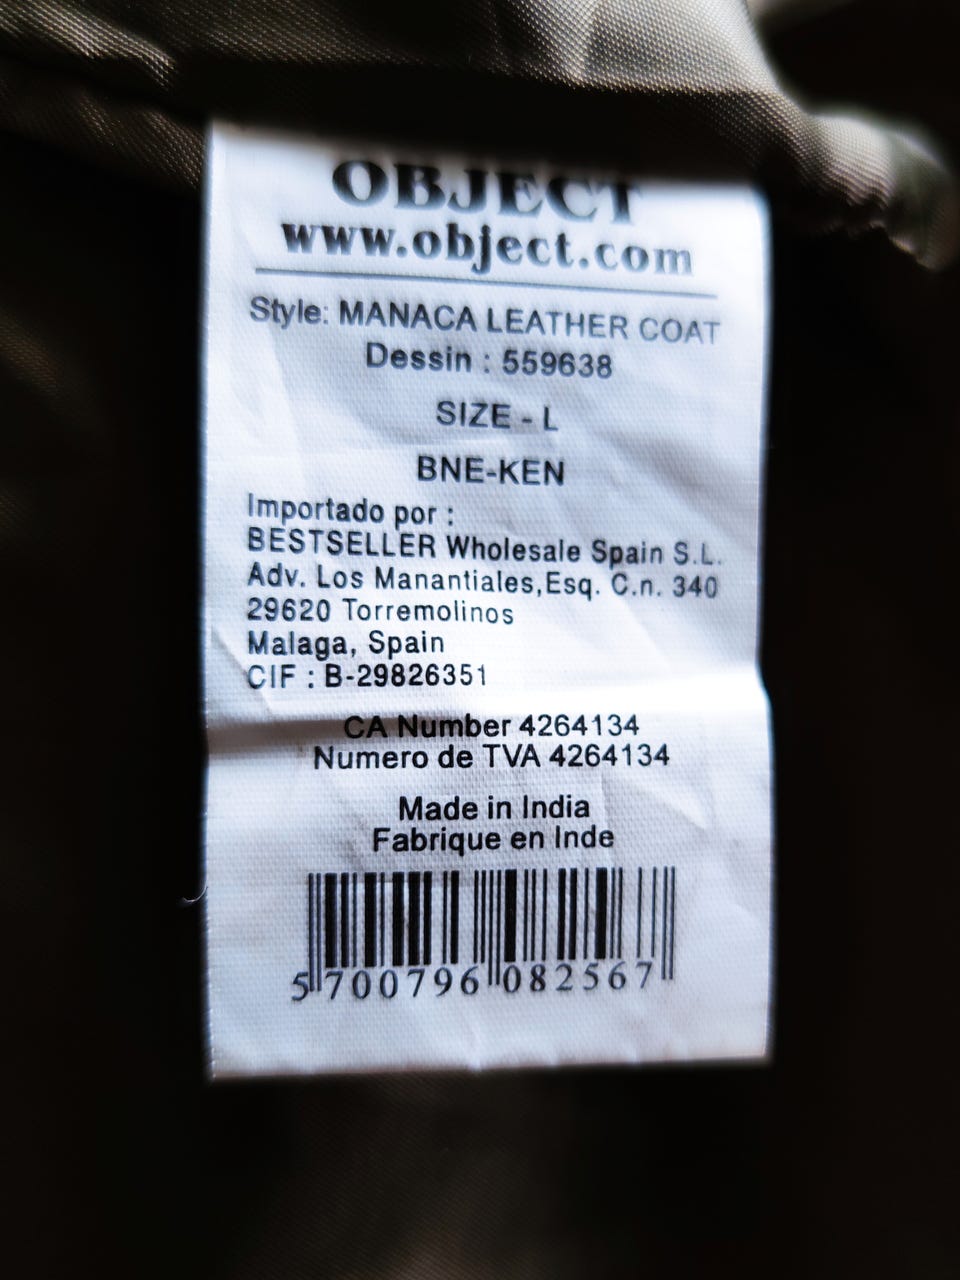 OBJECT
www.object.com
Style: MANACA LEATHER COAT
Dessin : 559638
SIZE - L
BNE-KEN
Importado por :
BESTSELLER Wholesale Spain S.L.
Adv. Los Manantiales,Esq. C.n. 340
29620 Torremolinos
Malaga, Spain
CIF : B-29826351
CA Number 4264134
Numero de TVA 4264134
Made in India
Fabrique en Inde
5 700796 082567